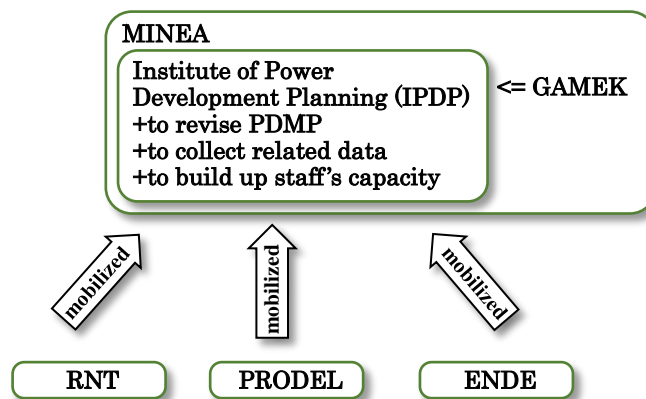 MINEA
Institute of Power
Development Planning (IPDP)
<= GAMEK
+to revise PDMP
+to collect related data
+to build up staff's capacity
mobilized
mobilized
mobilized
RNT
PRODEL
ENDE